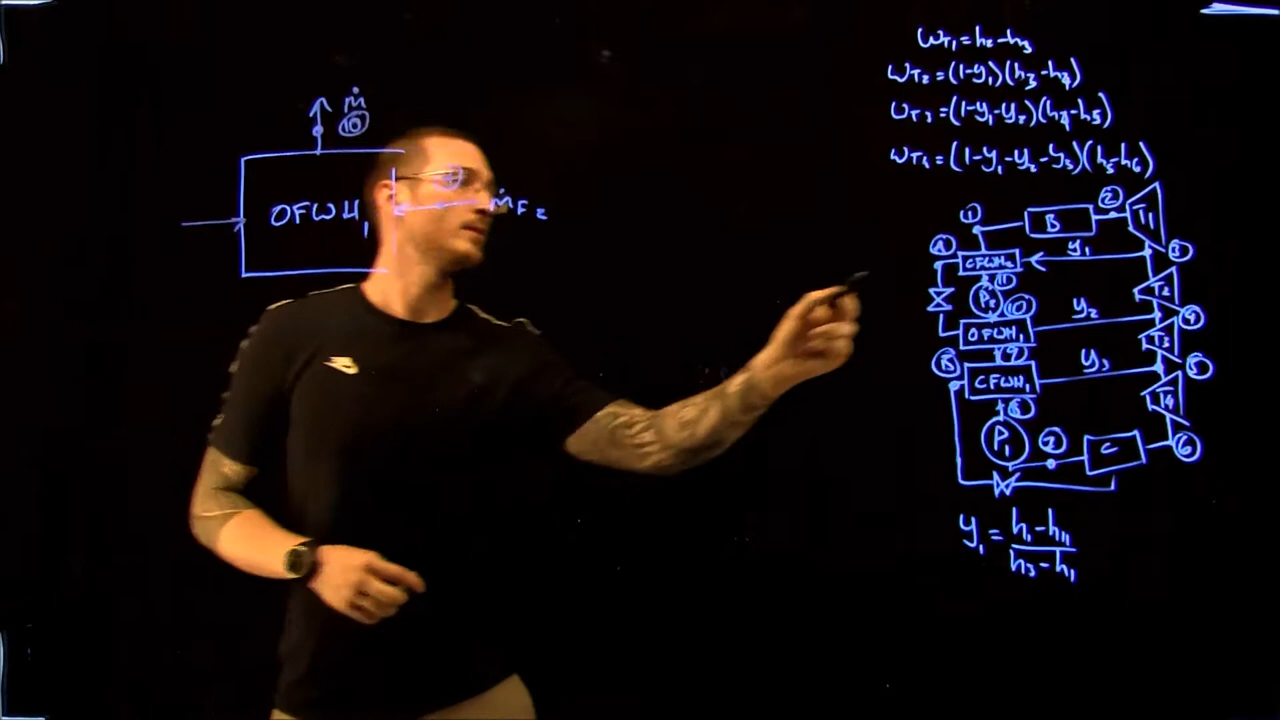 ṁ
10
OFWH₁
4
ṁF2
WT₁ = h₂ - h₃
WT₂ = (1-y₁)(h₃-h₄)
WT₃ = (1-y₁-y₂)(h₄-h₅)
WT₄ = (1-y₁-y₂-y₃)(h₅-h₆)
1
B
2
T₁
A
CFWH₂
y₁
3
11
P₂
10
y₂
T2
OFWH₁
4
9
T3
B
CFWH₁
y₃
5
8
T4
P₁
7
C
6
y₁ = h₁-h₁₁
h₃-h₁